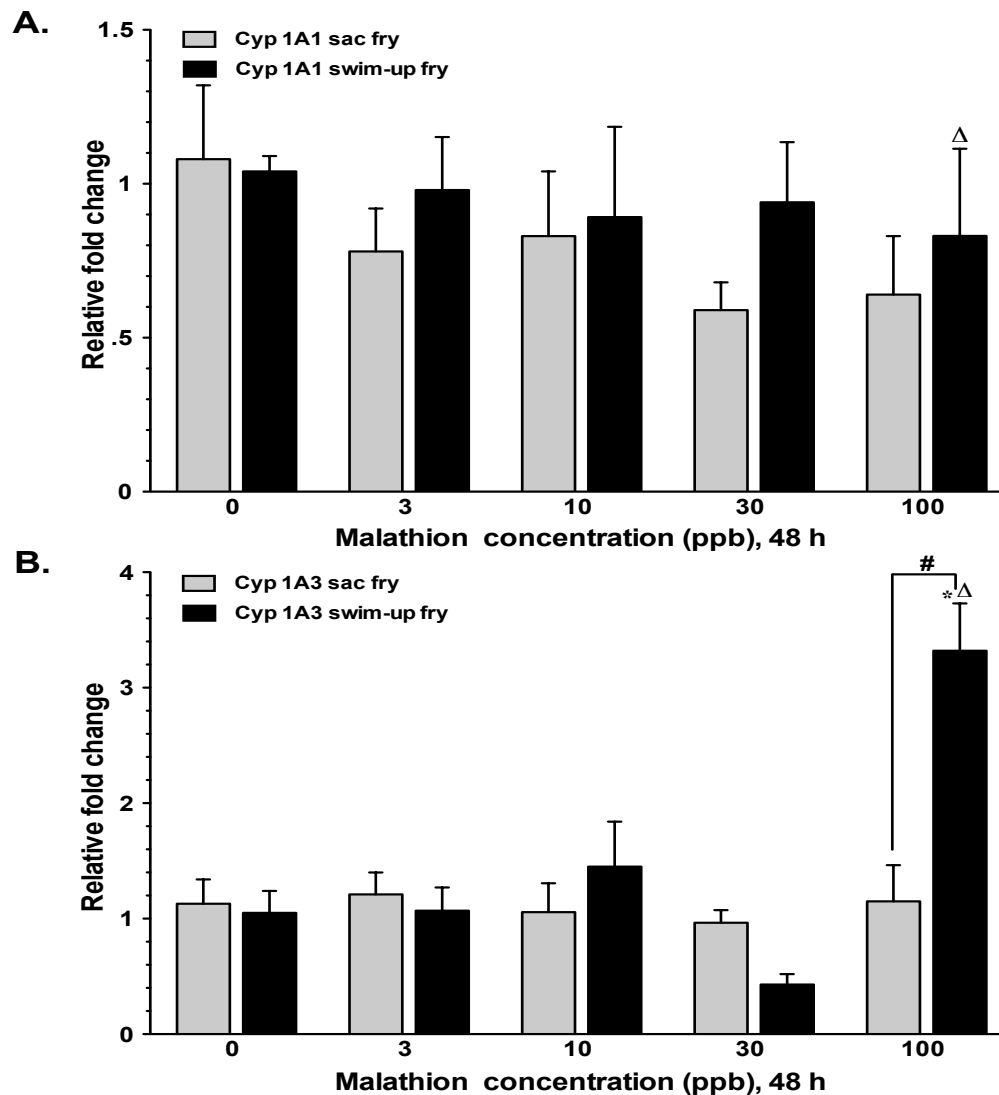 A.
1.5
Cyp 1A1 sac fry
Cyp 1A1 swim-up fry
Δ
1
.5
0
Relative fold change
0 3 10 30 100
Malathion concentration (ppb), 48 h
B.
4
Cyp 1A3 sac fry
Cyp 1A3 swim-up fry
#
*Δ
3
2
1
0
Relative fold change
0 3 10 30 100
Malathion concentration (ppb), 48 h